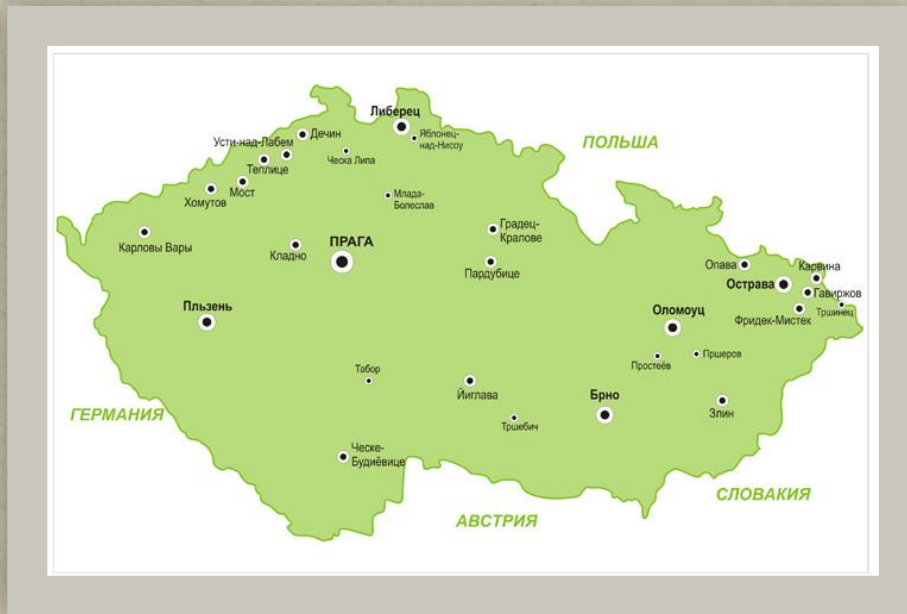 Либерец
Дечин
Яблонец-
над-Нисоу
Усти-над-Лабем
ПОЛЬША
Ческа Липа
Теплице
Мост
Хомутов
Млада-
Болеслав
Градец-
Кралове
Карловы Вары
ПРАГА
Кладно
Пардубице
Опава
Карвина
Острава
Гавиржов
Пльзень
Оломоуц
Тршинец
Фридек-Мистек
Простеёв
Пршеров
Табор
Йиглава
Брно
Злин
ГЕРМАНИЯ
Тршебич
Ческе-
Будиёвице
СЛОВАКИЯ
АВСТРИЯ